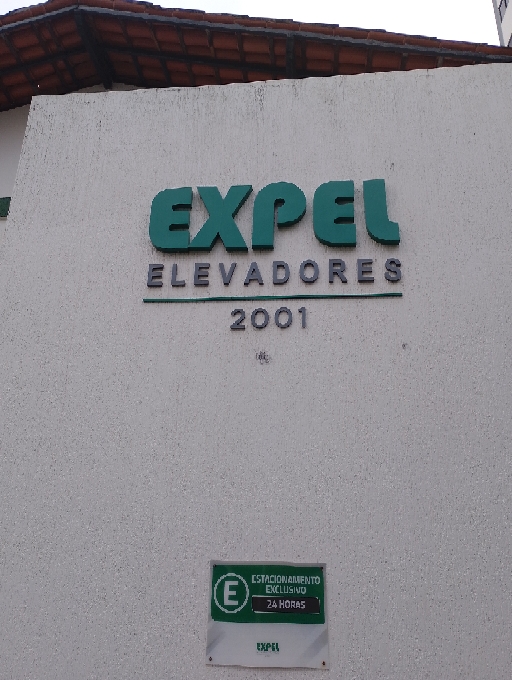 EXPEL
ELEVADORES
2001
E
ESTACIONAMENTO
EXCLUSIVO
24 HORAS
EXPEL